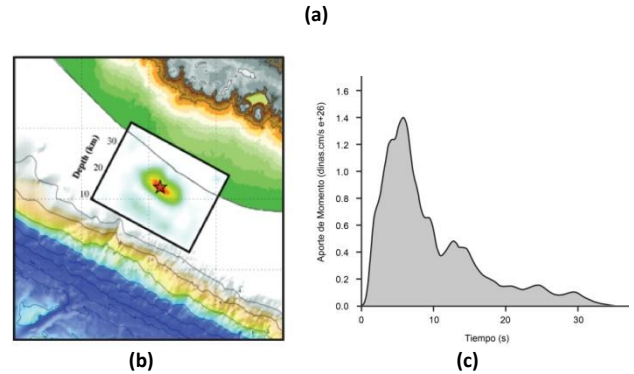 (a)
Depth (km)
30
20
10
(b)
Aporte de Momento (dinas.cm/s e+26)
1.6
1.4
1.2
1.0
0.8
0.6
0.4
0.2
0.0
0 10 20 30
Tiempo (s)
(c)